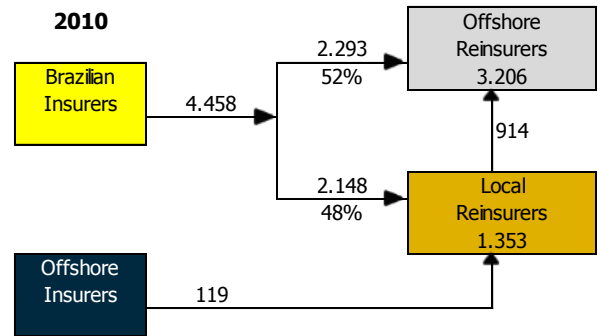 2010
Brazilian
Insurers
4.458
2.293
52%
Offshore
Reinsurers
3.206
914
2.148
48%
Local
Reinsurers
1.353
Offshore
Insurers
119